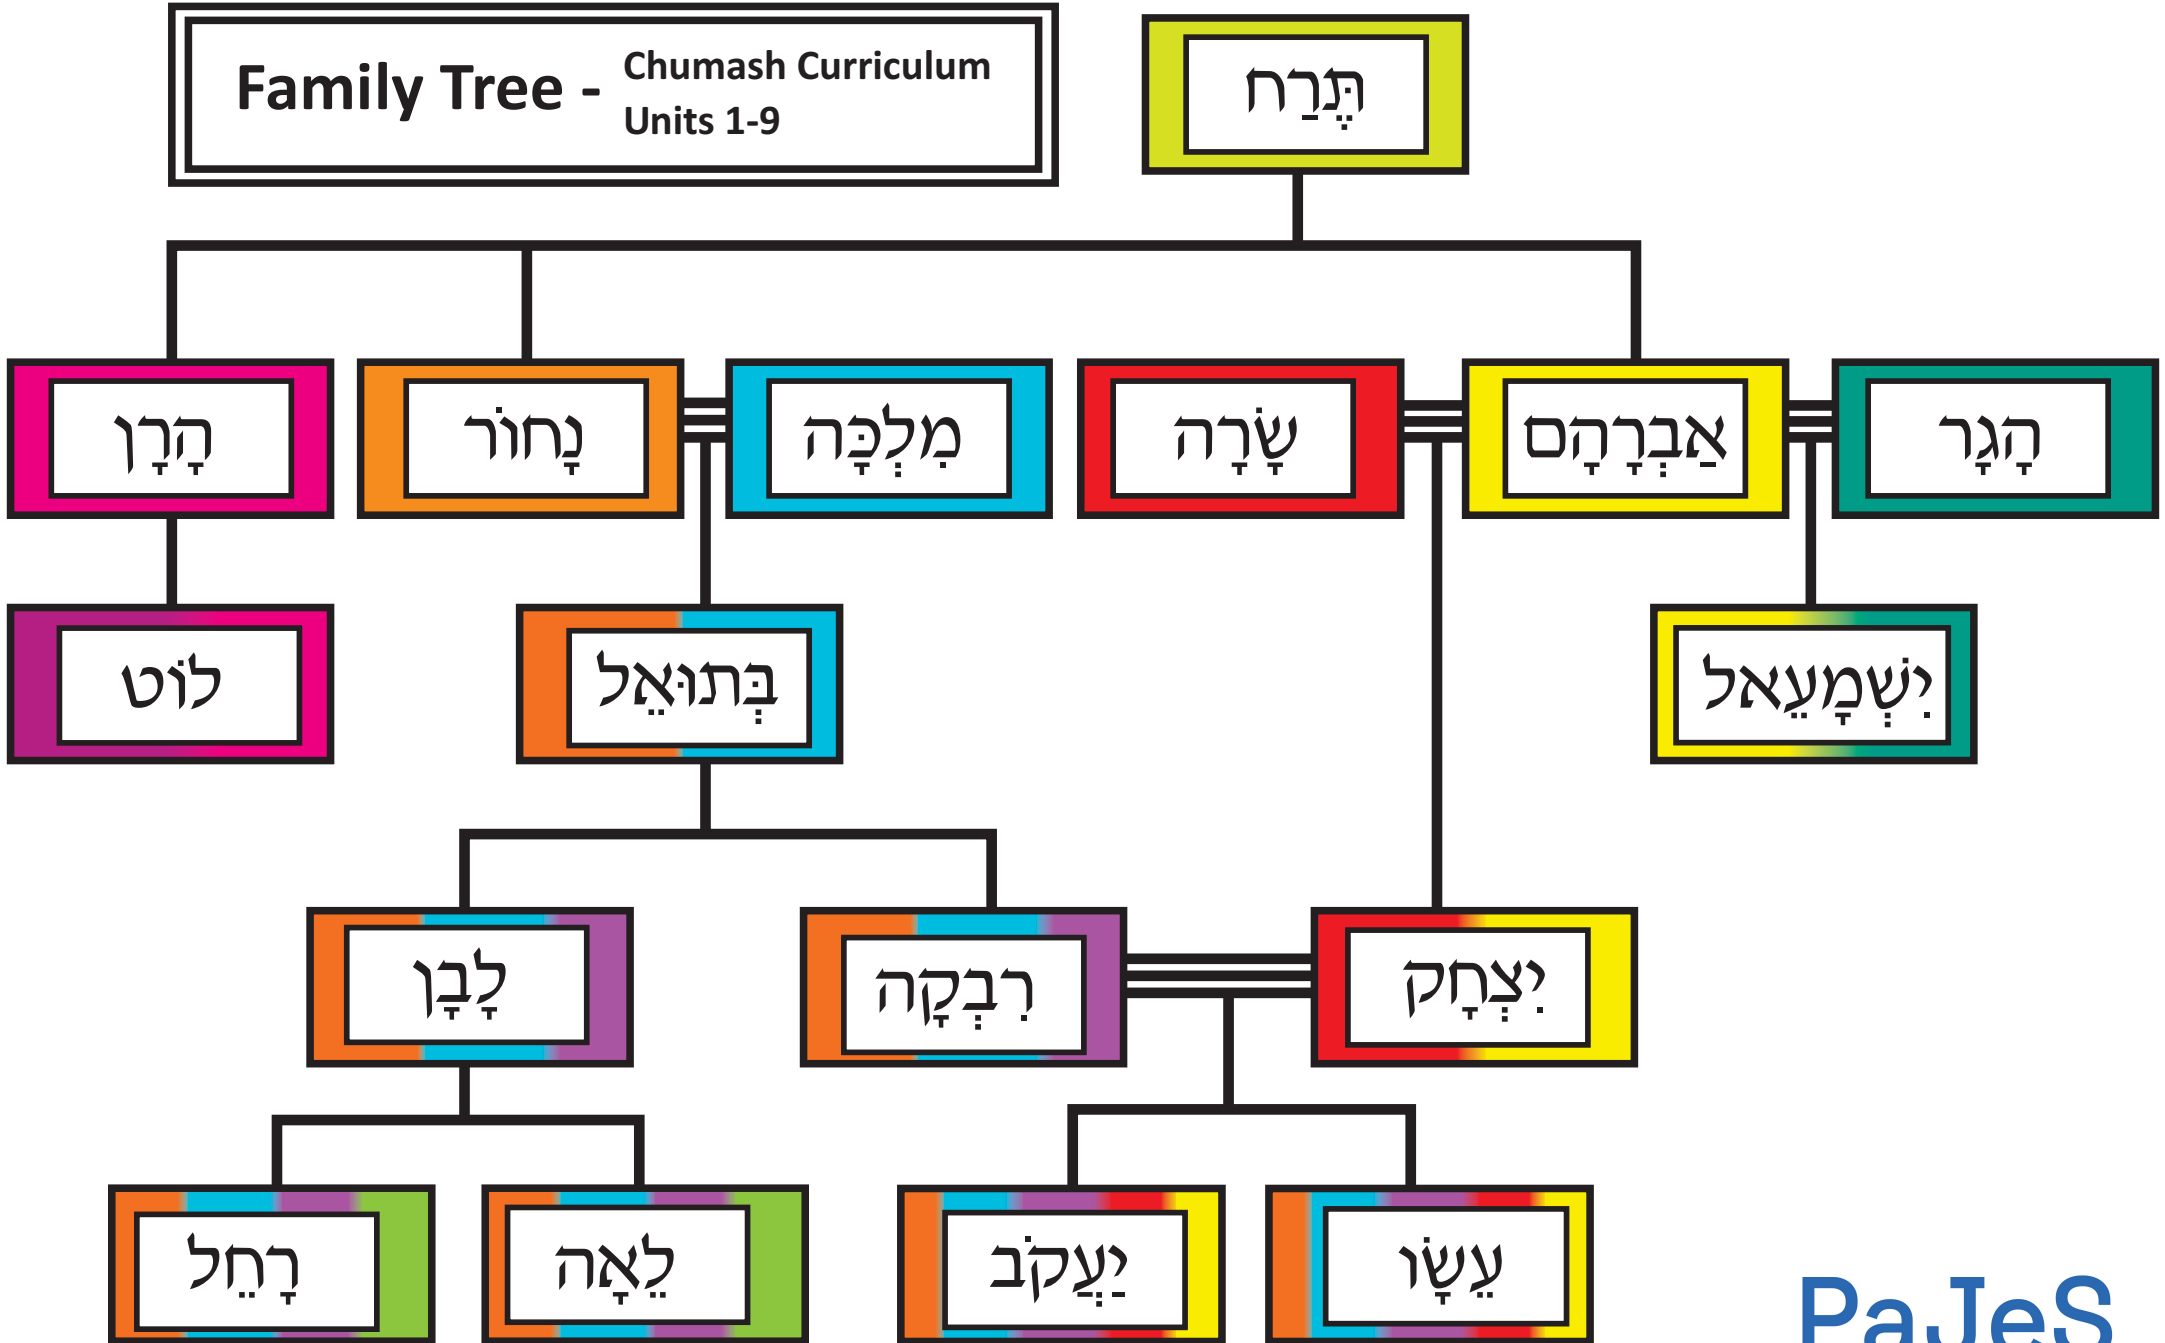 Family Tree - Chumash Curriculum
Units 1-9
תֶּרַח
הָרָן
נָחוֹר
מִלְכָּה
שָׂרָה
אַבְרָהָם
הָגָר
לוֹט
בְּתוּאֵל
יִשְׁמָעֵאל
לָבָן
רִבְקָה
יִצְחָק
רָחֵל
לֵאָה
יַעֲקֹב
עֵשָׂו
PaJeS